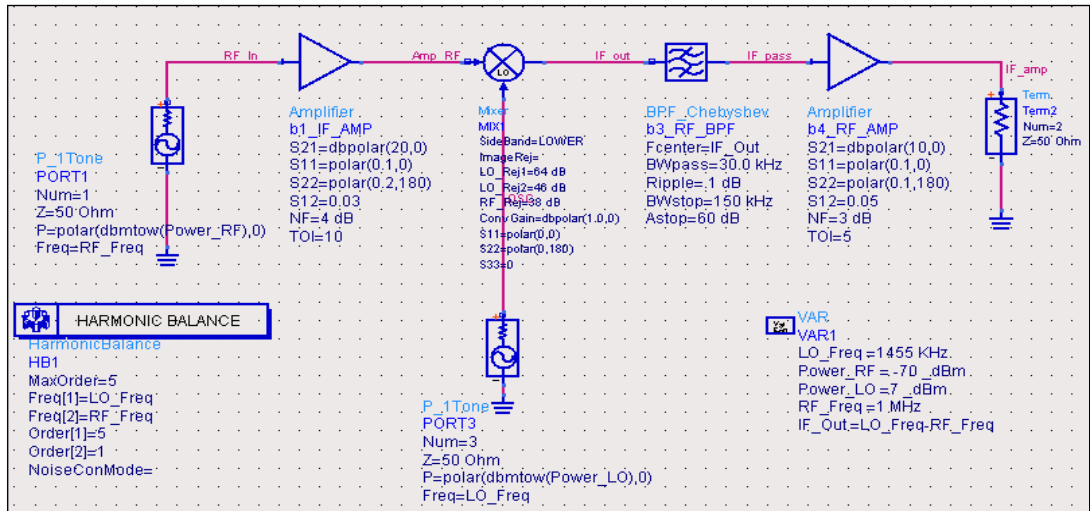 RF_In
Amp_RF
LO
IF_out
IF_pass
IF_amp
P_1Tone
PORT1
Num=1
Z=50 Ohm
P=polar(dbmtow(Power_RF),0)
Freq=RF_Freq
Amplifier
b1_IF_AMP
S21=dbpolar(20,0)
S11=polar(0.1,0)
S22=polar(0.2,180)
S12=0.03
NF=4 dB
TOI=10
Mixer
MIX1
SideBand=LOWER
ImageRej=
LO_Rej1=64 dB
LO_Rej2=46 dB
RF_Rej=38 dB
ConvGain=dbpolar(1.0,0)
S11=polar(0,0)
S22=polar(0,180)
S33=0
BPF_Chebyshev
b3_RF_BPF
Fcenter=IF_Out
BWpass=30.0 kHz
Ripple=.1 dB
BWstop=150 kHz
Astop=60 dB
Amplifier
b4_RF_AMP
S21=dbpolar(10,0)
S11=polar(0.1,0)
S22=polar(0.1,180)
S12=0.05
NF=3 dB
TOI=5
Term
Term2
Num=2
Z=50 Ohm
HARMONIC BALANCE
HarmonicBalance
HB1
MaxOrder=5
Freq[1]=LO_Freq
Freq[2]=RF_Freq
Order[1]=5
Order[2]=1
NoiseConMode=
P_1Tone
PORT3
Num=3
Z=50 Ohm
P=polar(dbmtow(Power_LO),0)
Freq=LO_Freq
VAR
VAR1
LO_Freq=1455 KHz
Power_RF = -70 _dBm
Power_LO =7 _dBm
RF_Freq=1 MHz
IF_Out=LO_Freq-RF_Freq